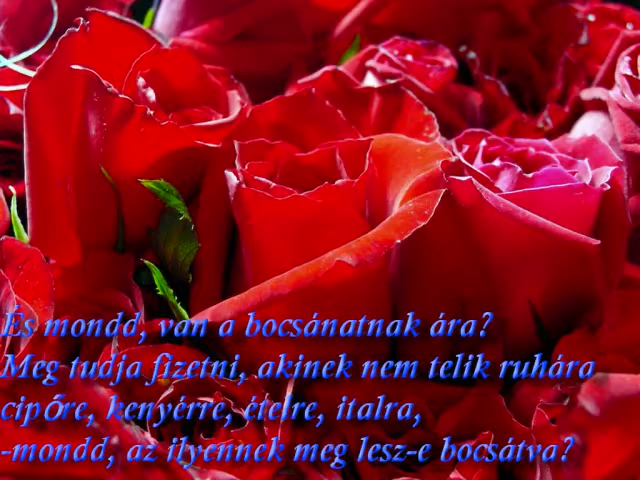 És mondd, van a bocsánatnak ára?
Meg tudja fizetni, akinek nem telik ruhára
cipőre, kenyérre, ételre, italra,
-mondd, az ilyennek meg lesz-e bocsátva?